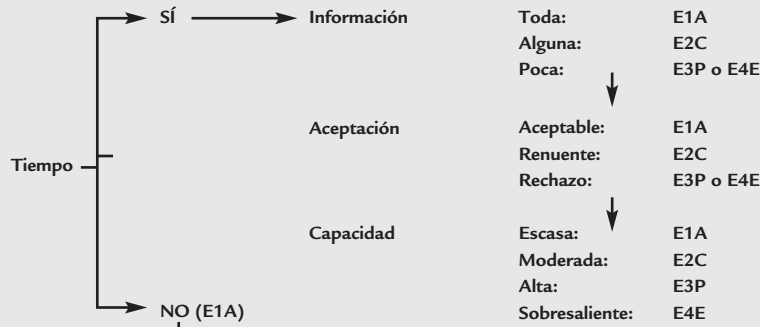 SÍ Información Toda: E1A
Alguna: E2C
Poca: E3P o E4E
Aceptación Aceptable: E1A
Tiempo Renuente: E2C
Rechazo: E3P o E4E
Capacidad Escasa: E1A
Moderada: E2C
Alta: E3P
NO (E1A) Sobresaliente: E4E